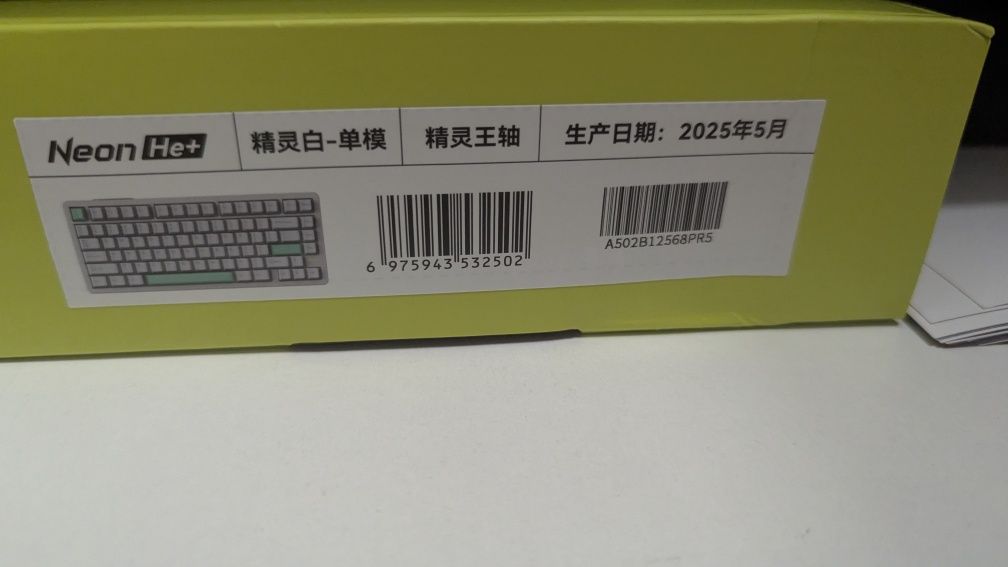 Neon He+
精灵白-单模
精灵王轴
生产日期：2025年5月
6 975943 532502
A502B12568PR5